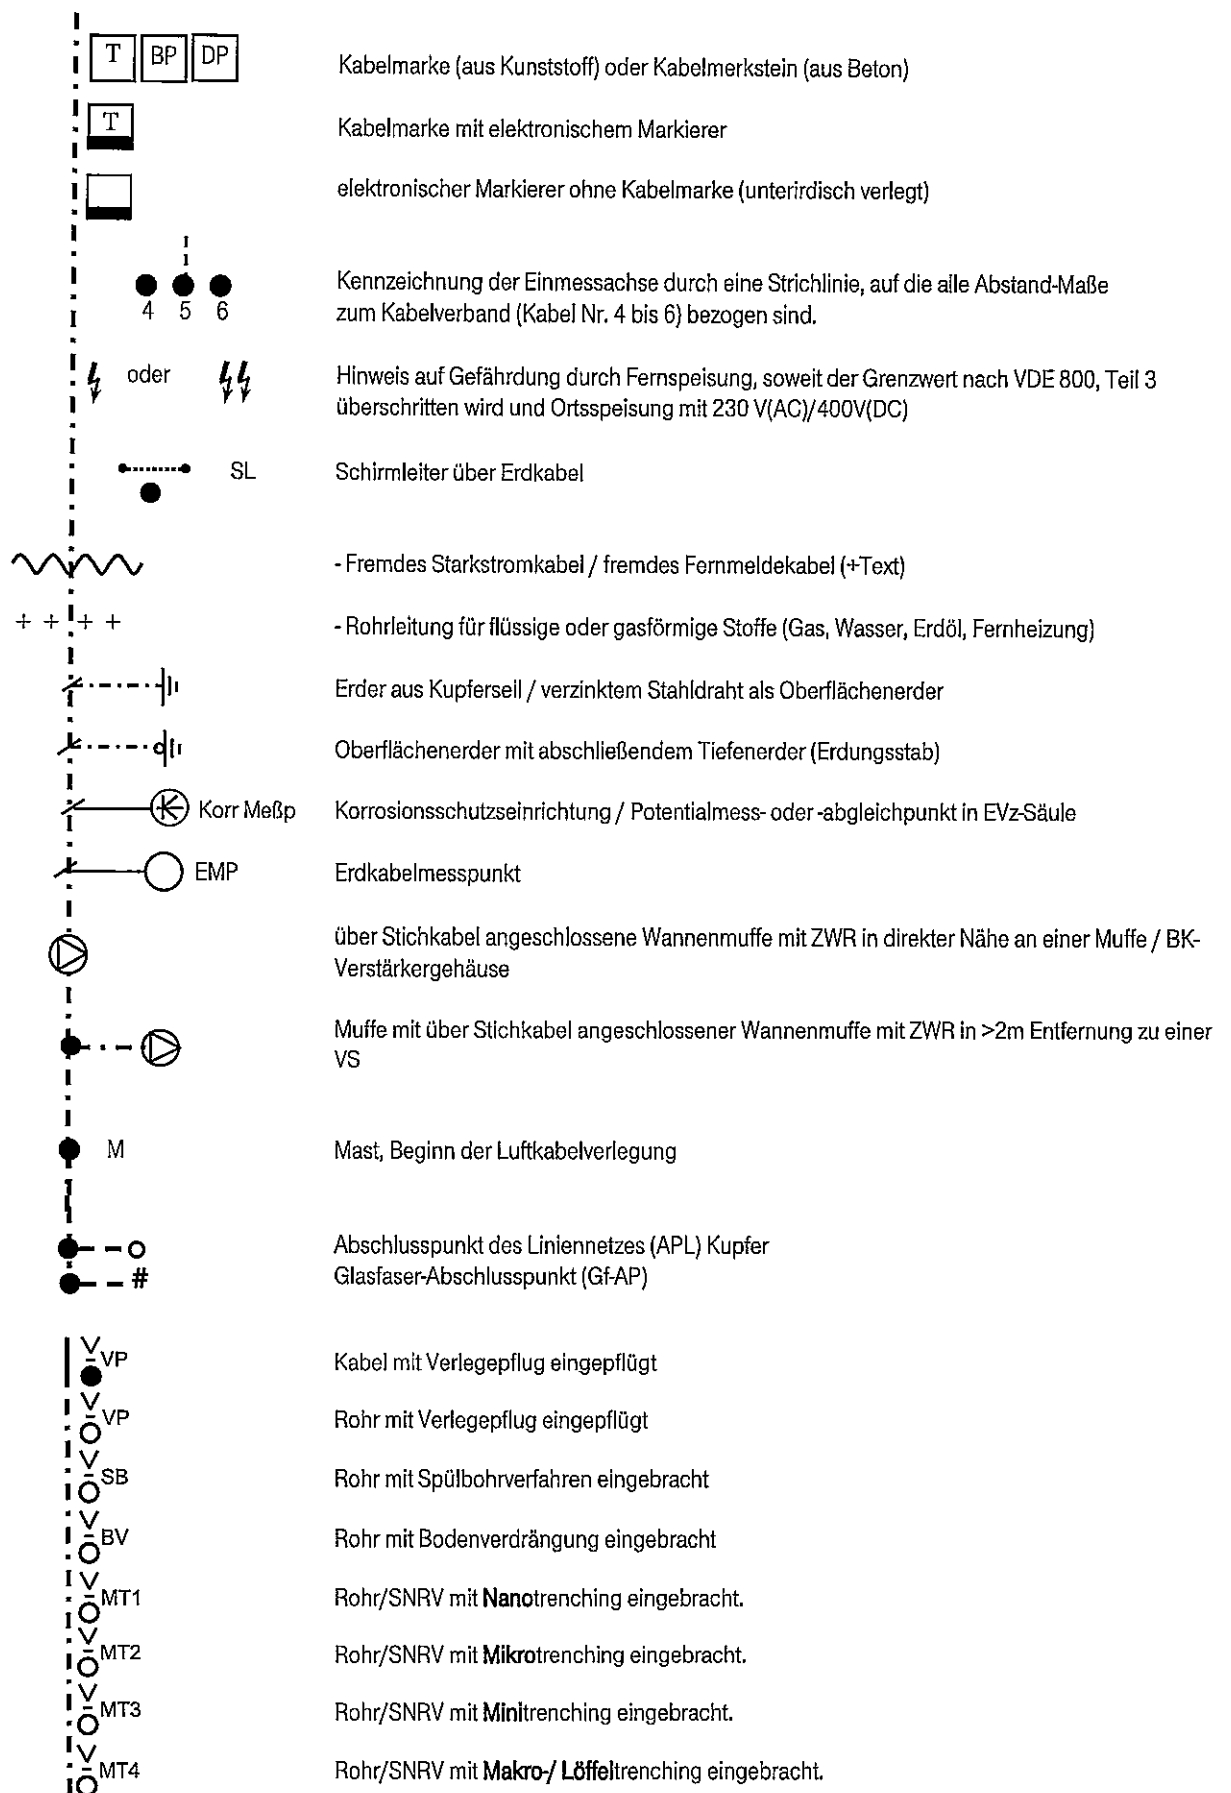 T BP DP Kabelmarke (aus Kunststoff) oder Kabelmerkstein (aus Beton)
T Kabelmarke mit elektronischem Markierer
elektronischer Markierer ohne Kabelmarke (unterirdisch verlegt)
Kennzeichnung der Einmessachse durch eine Strichlinie, auf die alle Abstand-Maße
4 5 6 zum Kabelverband (Kabel Nr. 4 bis 6) bezogen sind.
oder Hinweis auf Gefährdung durch Fernspeisung, soweit der Grenzwert nach VDE 800, Teil 3
überschritten wird und Ortsspeisung mit 230 V(AC)/400V(DC)
SL Schirmleiter über Erdkabel
- Fremdes Starkstromkabel / fremdes Fernmeldekabel (+Text)
+ + + + - Rohrleitung für flüssige oder gasförmige Stoffe (Gas, Wasser, Erdöl, Fernheizung)
Erder aus Kupferseil / verzinktem Stahldraht als Oberflächenerder
Oberflächenerder mit abschließendem Tiefenerder (Erdungsstab)
Korr Meßp Korrosionsschutzseinrichtung / Potentialmess- oder -abgleichpunkt in EVz-Säule
EMP Erdkabelmesspunkt
über Stichkabel angeschlossene Wannenmuffe mit ZWR in direkter Nähe an einer Muffe / BK-
Verstärkergehäuse
Muffe mit über Stichkabel angeschlossener Wannenmuffe mit ZWR in >2m Entfernung zu einer
VS
M Mast, Beginn der Luftkabelverlegung
Abschlusspunkt des Liniennetzes (APL) Kupfer
# Glasfaser-Abschlusspunkt (Gf-AP)
VP Kabel mit Verlegepflug eingepflügt
VP Rohr mit Verlegepflug eingepflügt
SB Rohr mit Spülbohrverfahren eingebracht
BV Rohr mit Bodenverdrängung eingebracht
MT1 Rohr/SNRV mit Nanotrenching eingebracht.
MT2 Rohr/SNRV mit Mikrotrenching eingebracht.
MT3 Rohr/SNRV mit Minitrenching eingebracht.
MT4 Rohr/SNRV mit Makro-/ Löffeltrenching eingebracht.